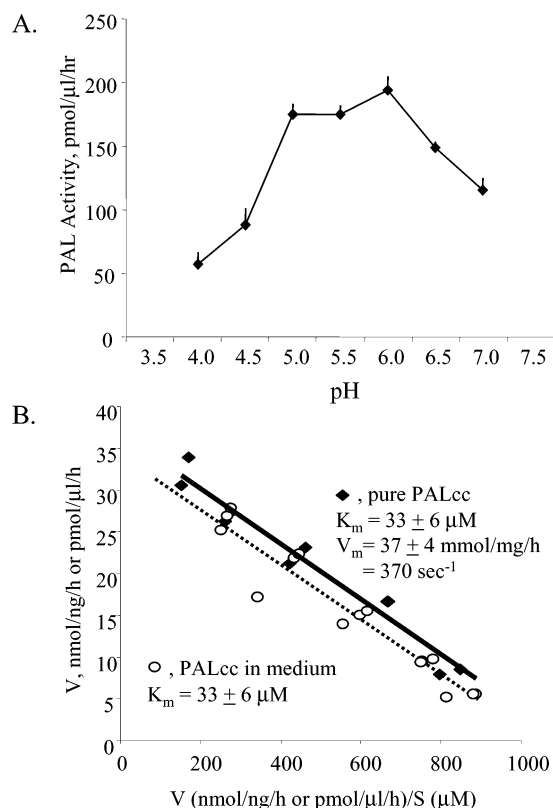 A.
PAL Activity, pmol/µl/hr
250
200
150
100
50
0
3.5 4.0 4.5 5.0 5.5 6.0 6.5 7.0 7.5
pH
B.
V, nmol/ng/h or pmol/µl/h
40
35
30
25
20
15
10
5
0
, pure PALcc
Km = 33 ± 6 µM
Vm= 37 ± 4 mmol/mg/h
= 370 sec-1
, PALcc in medium
Km = 33 ± 6 µM
0 200 400 600 800 1000
V (nmol/ng/h or pmol/µl/h)/S (µM)